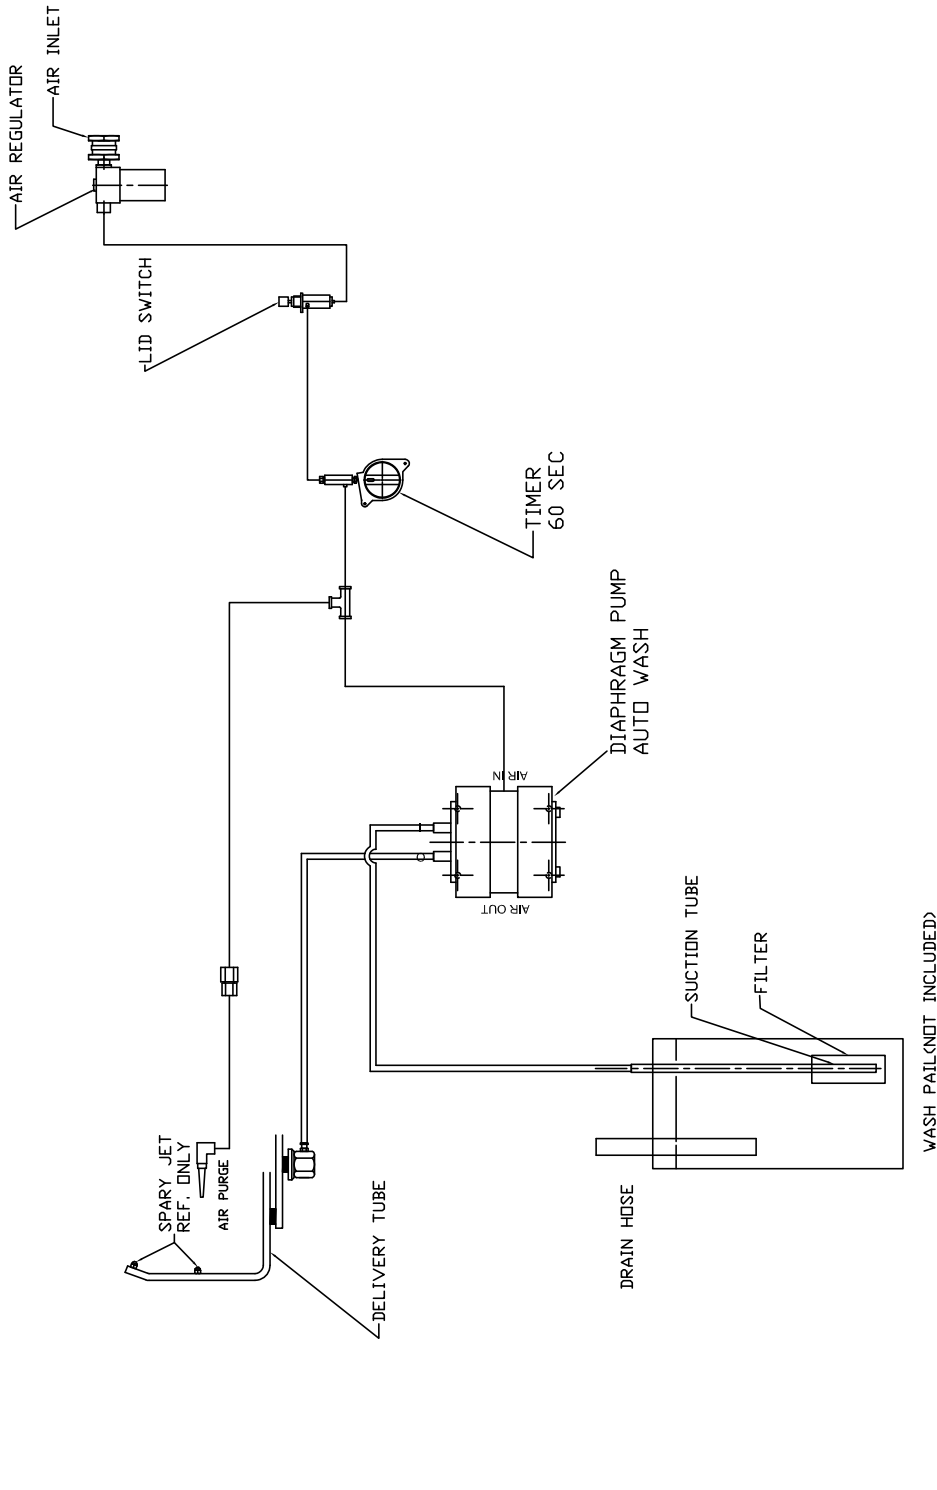 AIR REGULATOR
AIR INLET
LID SWITCH
TIMER
60 SEC
DIAPHRAGM PUMP
AUTO WASH
AIR IN
AIR OUT
SPARY JET
REF. ONLY
AIR PURGE
DELIVERY TUBE
SUCTION TUBE
FILTER
DRAIN HOSE
WASH PAIL(NOT INCLUDED)